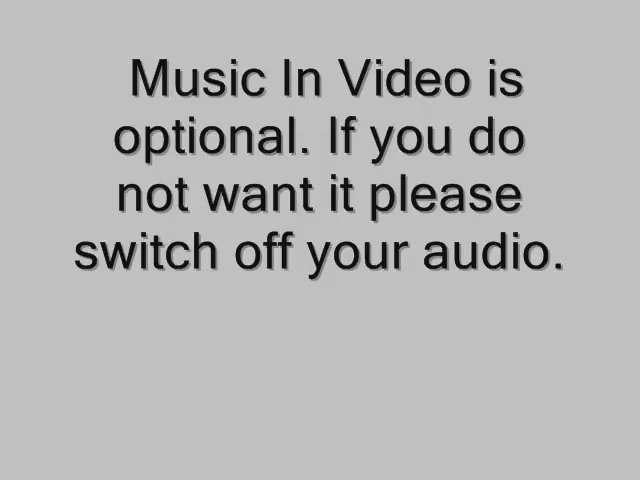 Music In Video is
optional. If you do
not want it please
switch off your audio.